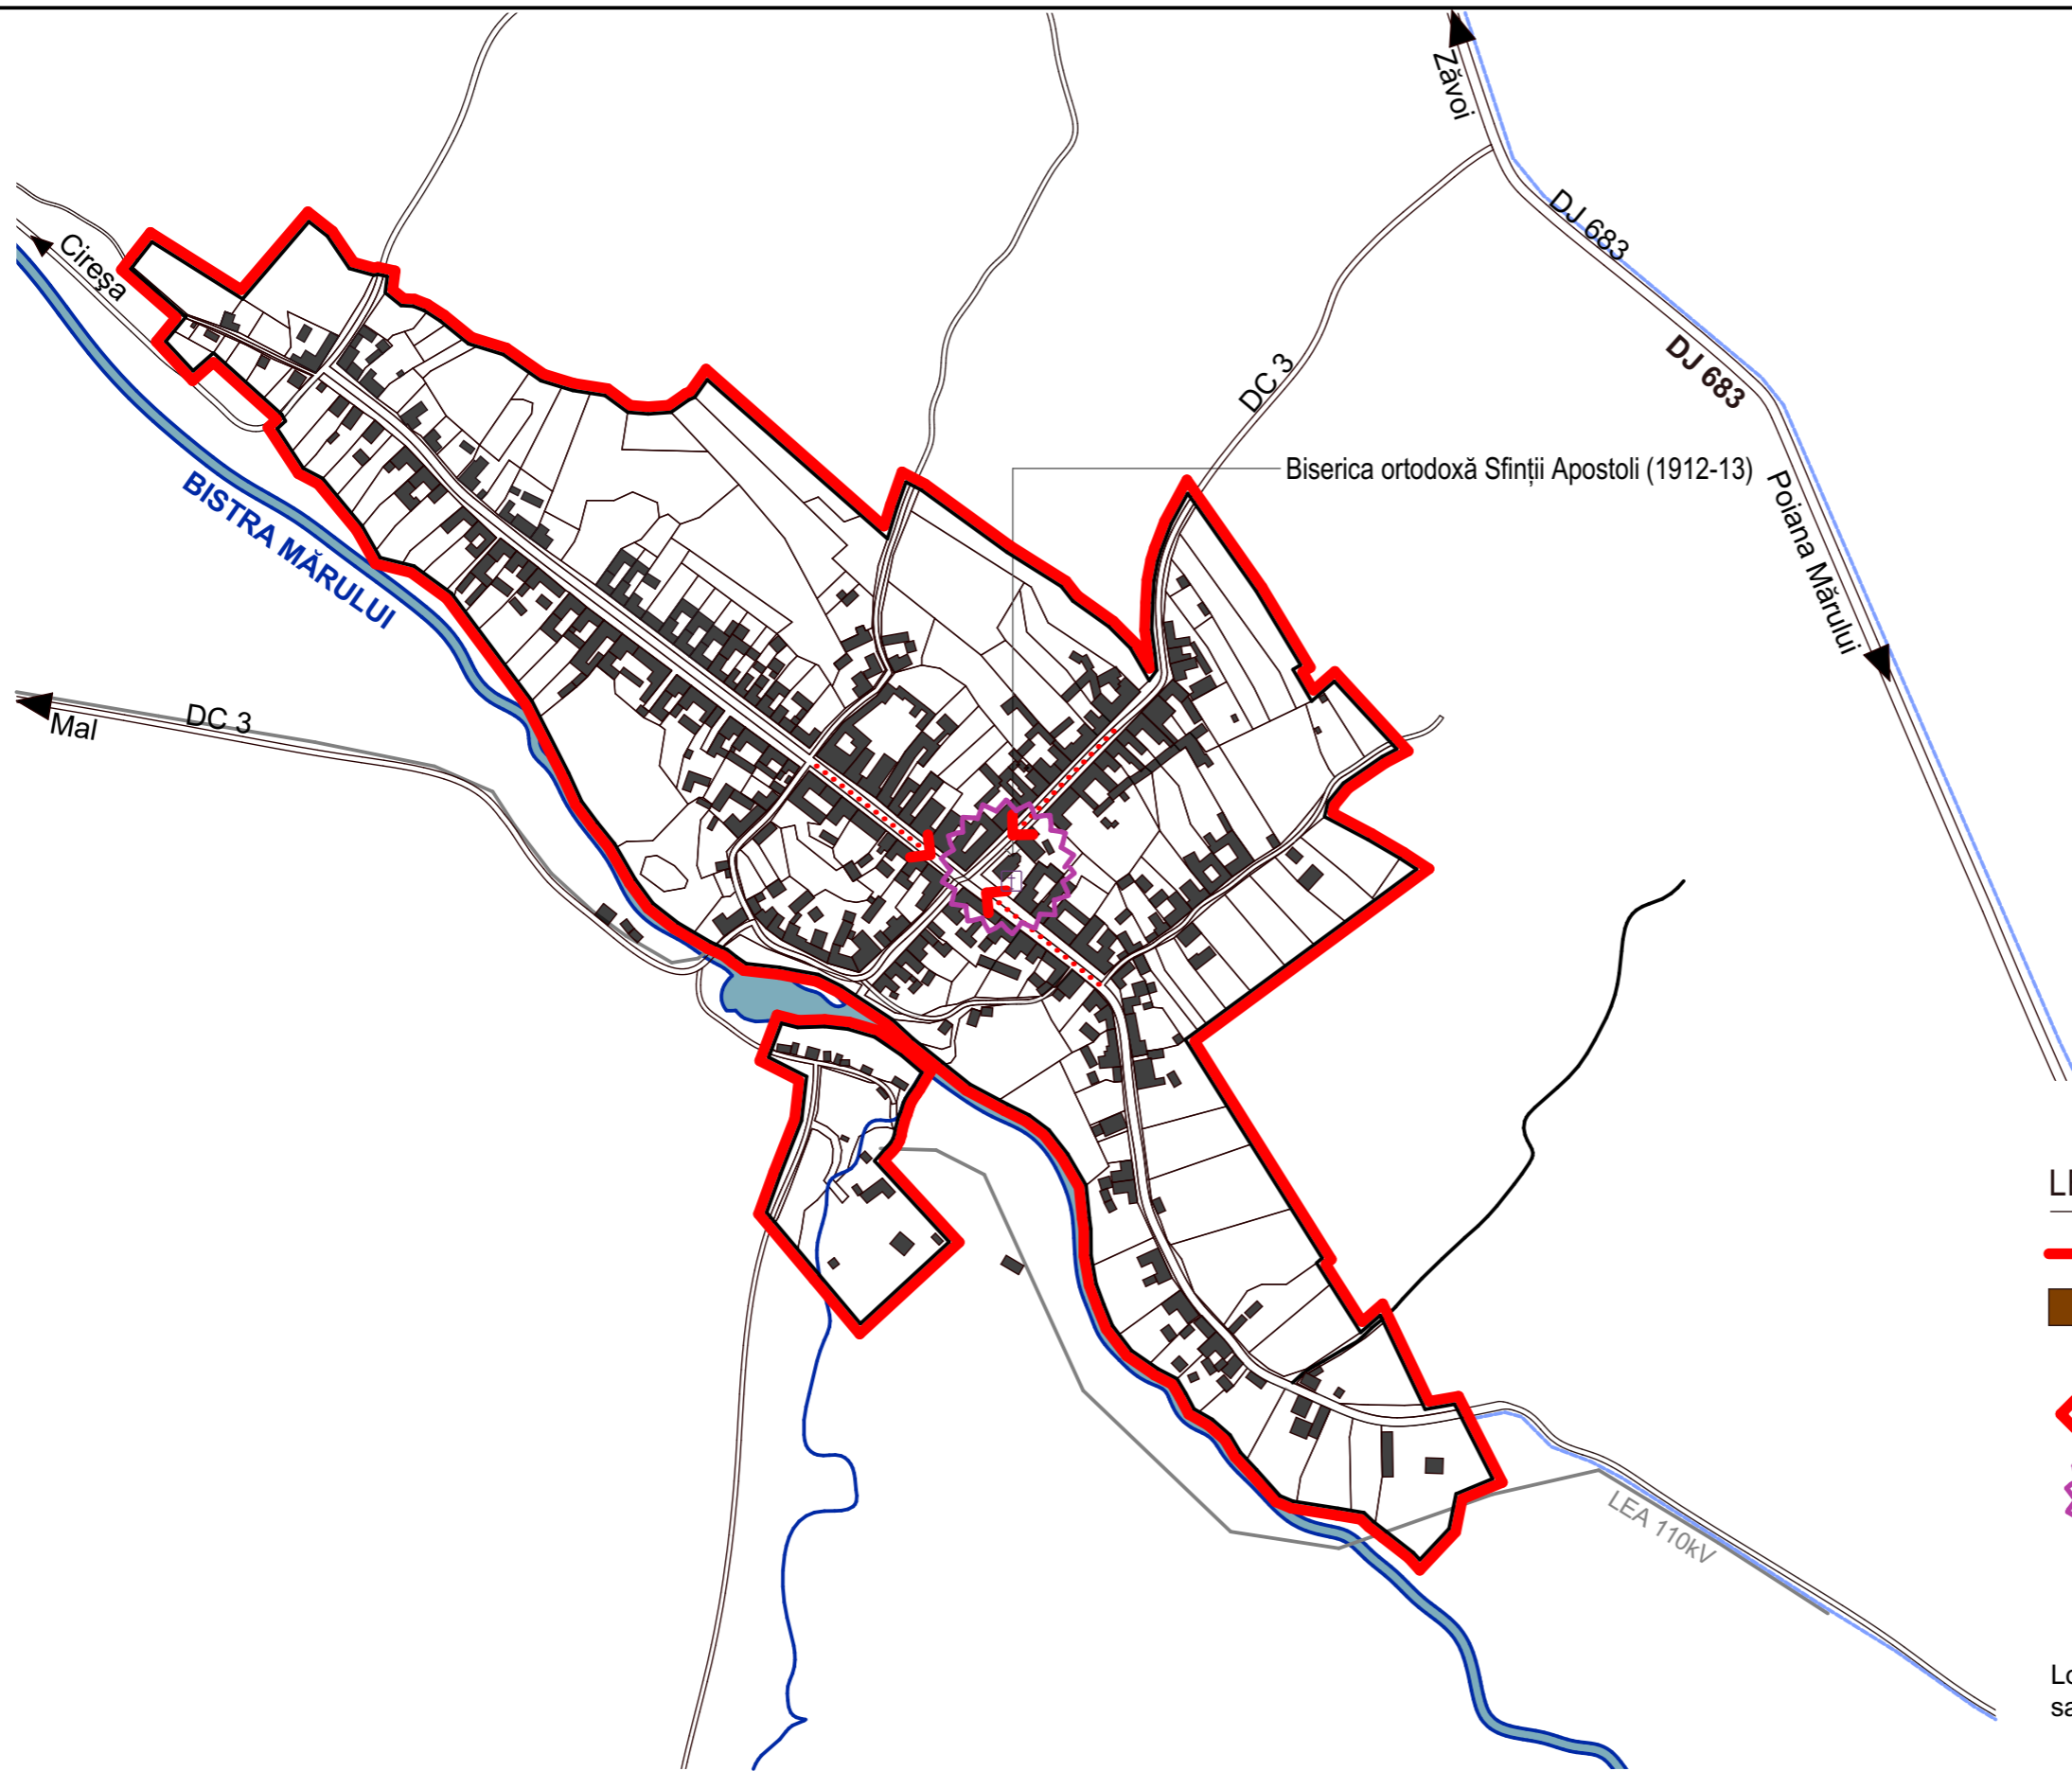 Zăvoi
DJ 683
Cireşa
DJ 683
DC 3
Biserica ortodoxă Sfinții Apostoli (1912-13)
BISTRA MĂRULUI
Poiana Mărului
DC 3
Mal
LEA 110kV